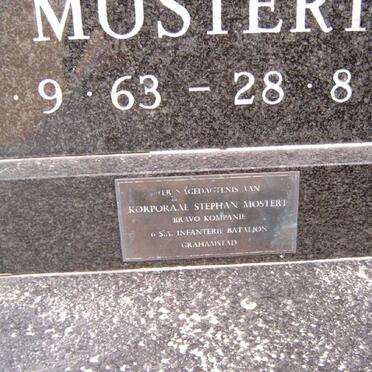 MOSTERT
· 9 · 63 – 28 · 8
TER NAGEDAGTENIS AAN
KORPORAAL STEPHAN MOSTERT
BRAVO KOMPANIE
6 S.A. INFANTERIE BATALJON
GRAHAMSTAD